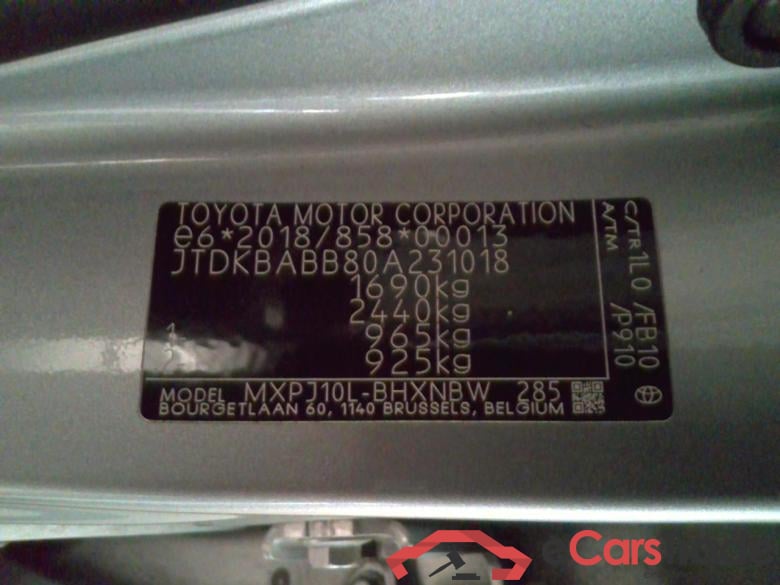 TOYOTA MOTOR CORPORATION
e6*2018/858*00013
JTDKBABB80A231018
1690kg
2440kg
1 965kg
2 925kg
MODEL MXPJ10L-BHXNBW 285
BOURGETLAAN 60, 1140 BRUSSELS, BELGIUM
C/TR 1L0 /FB10
A/TM /P910
eCars